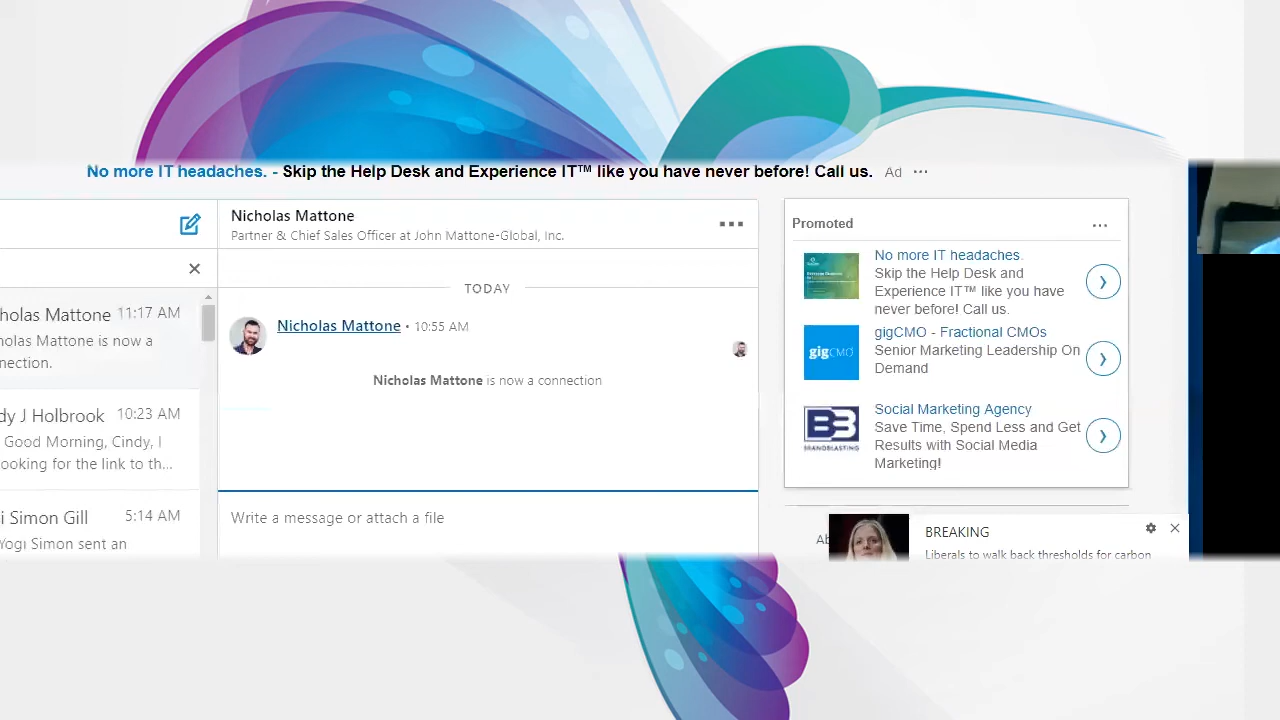 No more IT headaches. - Skip the Help Desk and Experience IT™ like you have never before! Call us. Ad ...
Nicholas Mattone
Partner & Chief Sales Officer at John Mattone-Global, Inc.
cholas Mattone 11:17 AM
holas Mattone is now a
nection.
dy J Holbrook 10:23 AM
Good Morning, Cindy, I
ooking for the link to th...
i Simon Gill 5:14 AM
Yogi Simon sent an
TODAY
Nicholas Mattone • 10:55 AM
Nicholas Mattone is now a connection
Write a message or attach a file
Promoted
No more IT headaches.
Skip the Help Desk and
Experience IT™ like you have
never before! Call us.
gigCMO
gigCMO - Fractional CMOs
Senior Marketing Leadership On
Demand
B3
BRANDBLASTING
Social Marketing Agency
Save Time, Spend Less and Get
Results with Social Media
Marketing!
Ab
BREAKING
Liberals to walk back thresholds for carbon